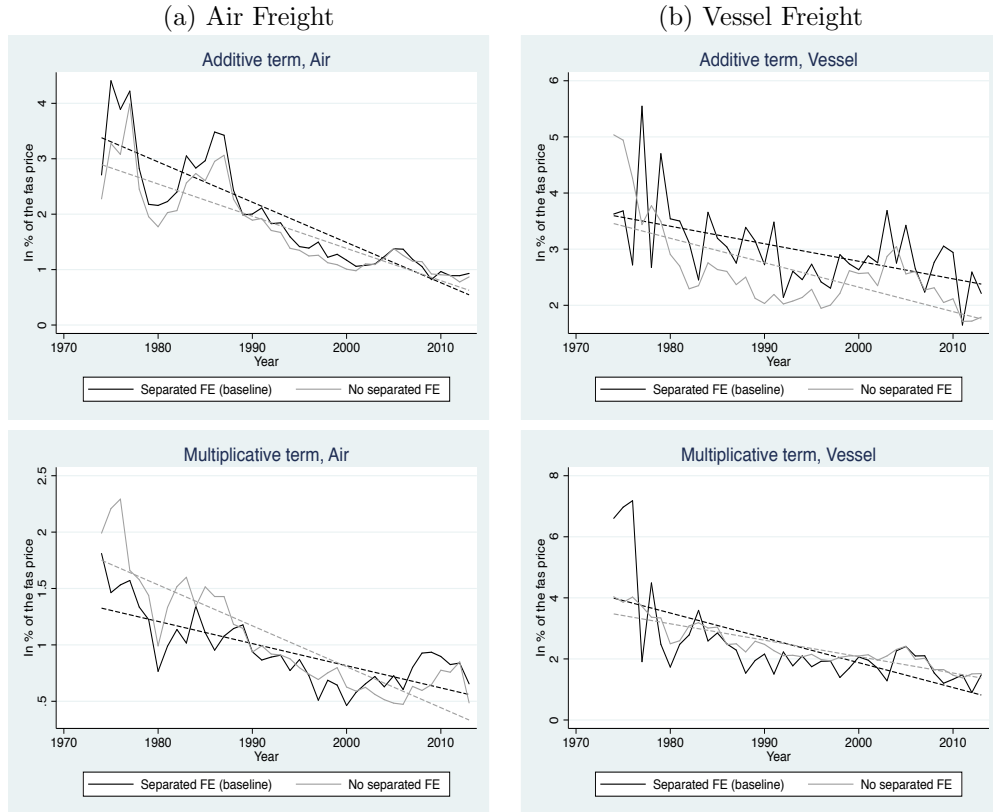 (a) Air Freight
Additive term, Air
In % of the fas price
4
3
2
1
0
1970
1980
1990
2000
2010
Year
Separated FE (baseline)
No separated FE
(b) Vessel Freight
Additive term, Vessel
In % of the fas price
6
5
4
3
2
1970
1980
1990
2000
2010
Year
Separated FE (baseline)
No separated FE
Multiplicative term, Air
In % of the fas price
2.5
2
1.5
1
.5
1970
1980
1990
2000
2010
Year
Separated FE (baseline)
No separated FE
Multiplicative term, Vessel
In % of the fas price
8
6
4
2
0
1970
1980
1990
2000
2010
Year
Separated FE (baseline)
No separated FE